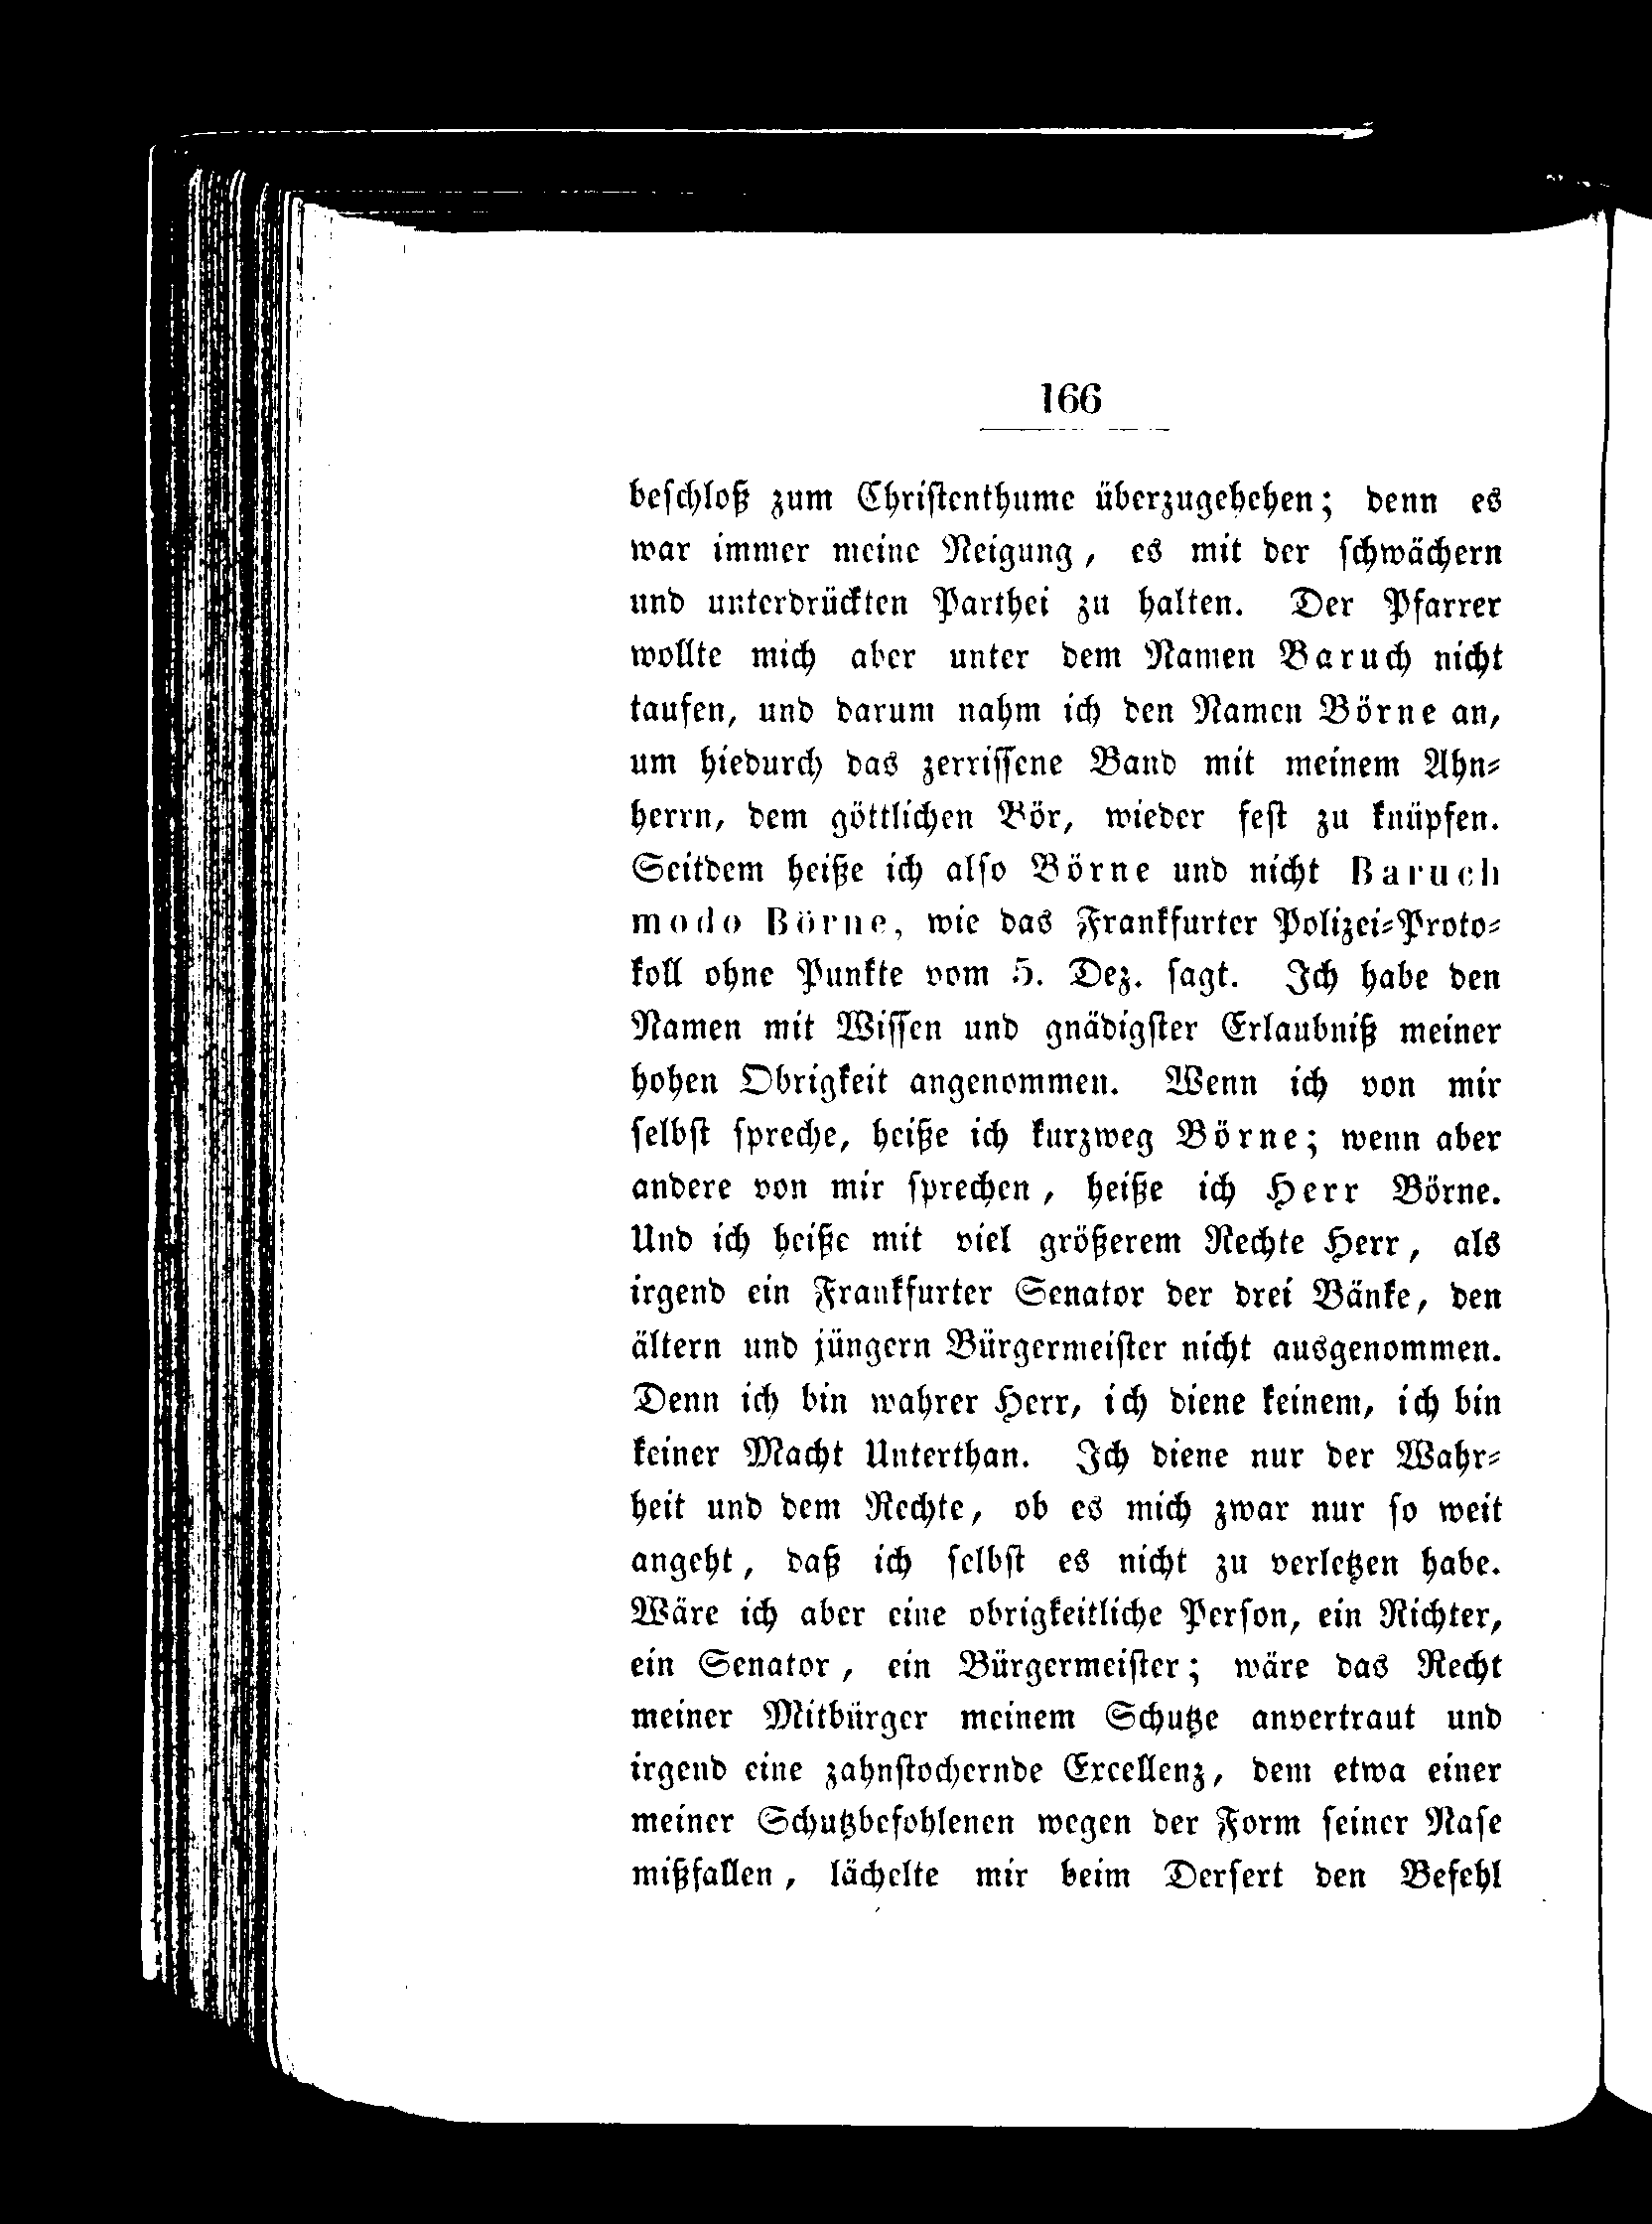 166
beſchloß zum Chriſtenthume überzugehehen; denn es
war immer meine Neigung, es mit der ſchwächern
und unterdrückten Parthei zu halten. Der Pfarrer
wollte mich aber unter dem Namen Baruch nicht
taufen, und darum nahm ich den Namen Börne an,
um hiedurch das zerriſſene Band mit meinem Ahn⸗
herrn, dem göttlichen Bör, wieder feſt zu knüpfen.
Seitdem heiße ich alſo Börne und nicht Baruch
modo Börne, wie das Frankfurter Polizei⸗Proto⸗
koll ohne Punkte vom 5. Dez. ſagt. Ich habe den
Namen mit Wiſſen und gnädigſter Erlaubniß meiner
hohen Obrigkeit angenommen. Wenn ich von mir
ſelbſt ſpreche, heiße ich kurzweg Börne; wenn aber
andere von mir ſprechen, heiße ich Herr Börne.
Und ich heiße mit viel größerem Rechte Herr, als
irgend ein Frankfurter Senator der drei Bänke, den
ältern und jüngern Bürgermeiſter nicht ausgenommen.
Denn ich bin wahrer Herr, ich diene keinem, ich bin
keiner Macht Unterthan. Ich diene nur der Wahr⸗
heit und dem Rechte, ob es mich zwar nur ſo weit
angeht, daß ich ſelbſt es nicht zu verletzen habe.
Wäre ich aber eine obrigkeitliche Perſon, ein Richter,
ein Senator, ein Bürgermeiſter; wäre das Recht
meiner Mitbürger meinem Schutze anvertraut und
irgend eine zahnſtochernde Excellenz, dem etwa einer
meiner Schutzbefohlenen wegen der Form ſeiner Naſe
mißfallen, lächelte mir beim Derſert den Befehl